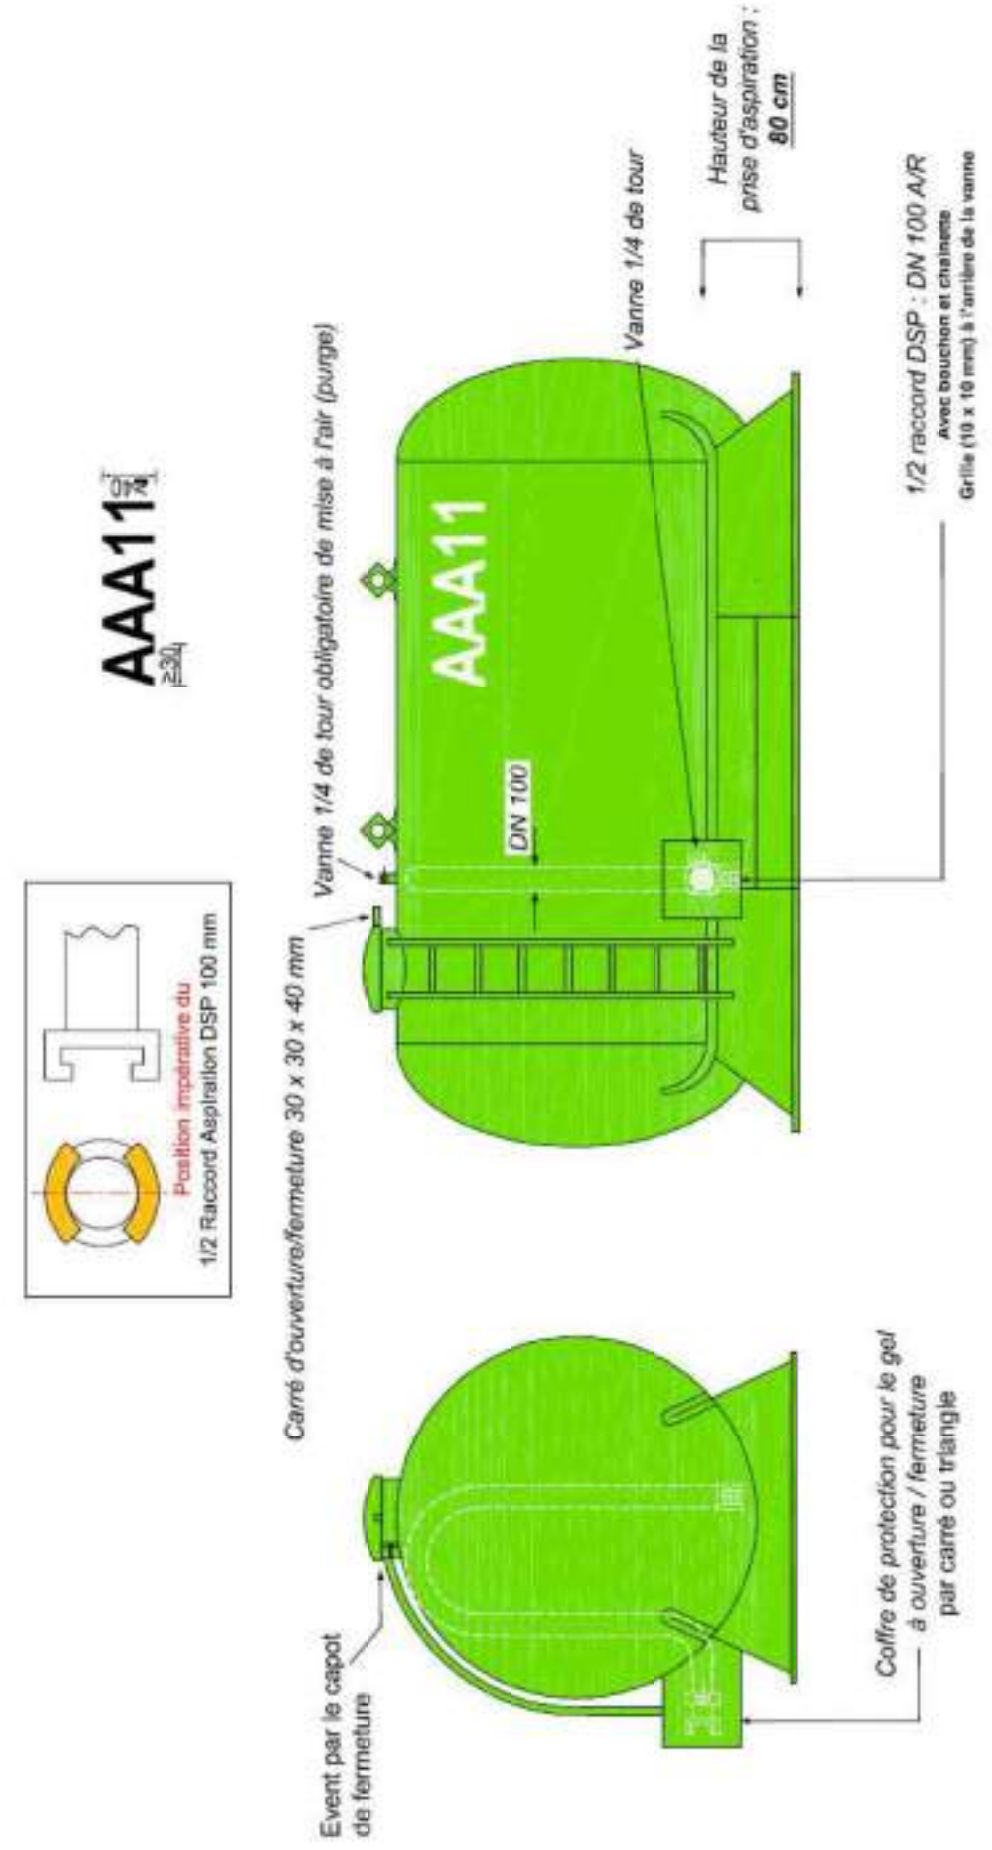 Position impérative du
1/2 Raccord Aspiration DSP 100 mm
AAA11
≥30
Carré d'ouverture/fermeture 30 x 30 x 40 mm
Vanne 1/4 de tour obligatoire de mise à l'air (purge)
Event par le capot
de fermeture
AAA11
DN 100
Vanne 1/4 de tour
Hauteur de la
prise d'aspiration :
80 cm
Coffre de protection pour le gel
à ouverture / fermeture
par carré ou triangle
1/2 raccord DSP : DN 100 A/R
Avec bouchon et chainette
Grille (10 x 10 mm) à l'arrière de la vanne